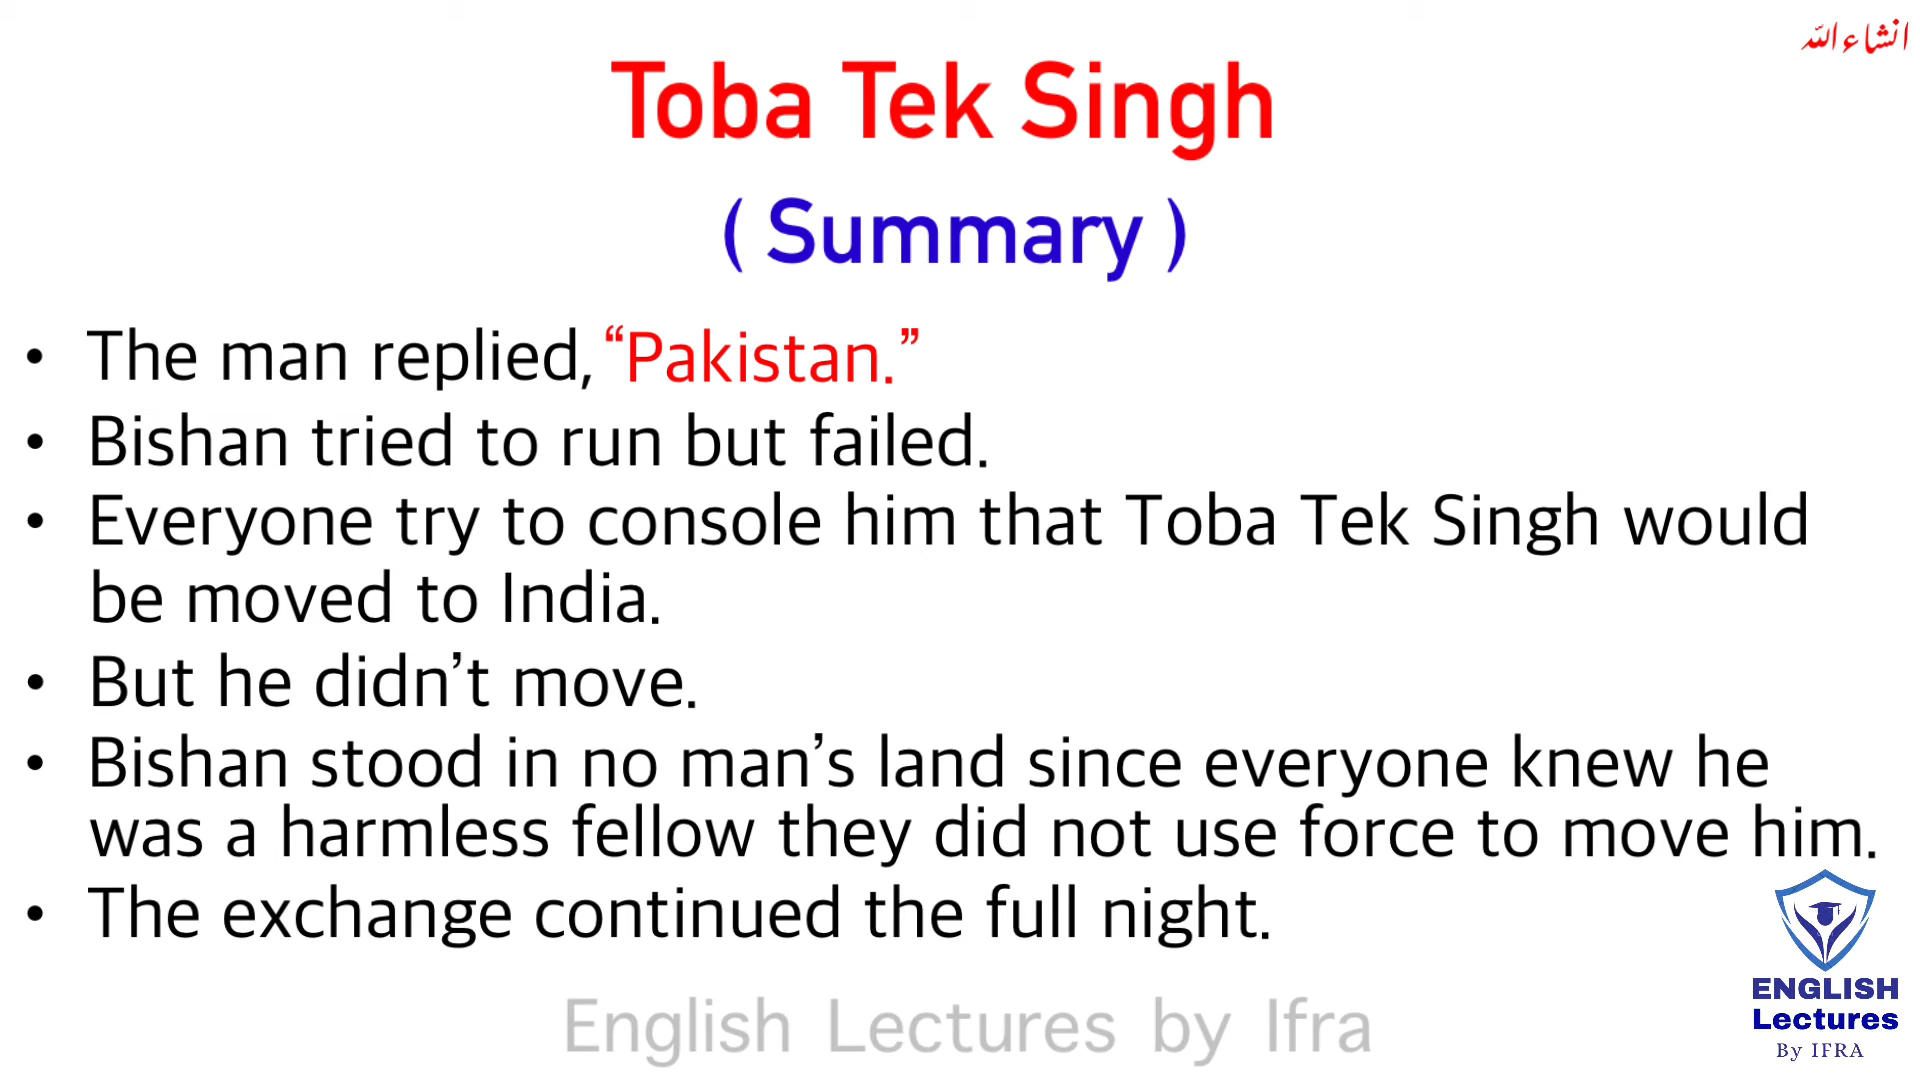 انشاء اللہ
Toba Tek Singh
( Summary )
• The man replied, “Pakistan.”
• Bishan tried to run but failed.
• Everyone try to console him that Toba Tek Singh would
be moved to India.
• But he didn’t move.
• Bishan stood in no man’s land since everyone knew he
was a harmless fellow they did not use force to move him.
• The exchange continued the full night.
English Lectures by Ifra
ENGLISH
Lectures
By IFRA